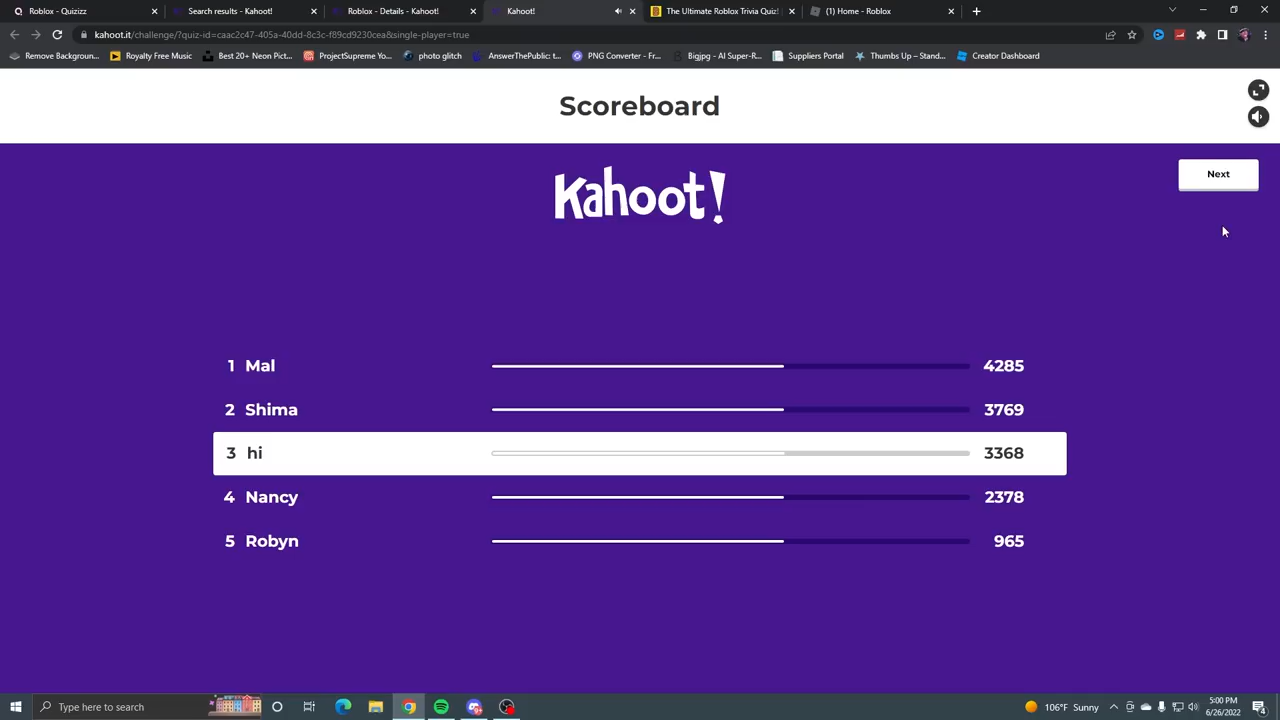 Roblox - Quizizz
Search results - Kahoot!
Roblox - Details - Kahoot!
Kahoot!
The Ultimate Roblox Trivia Quiz!
(1) Home - Roblox
kahoot.it/challenge/?quiz-id=caac2c47-405a-40dd-8c3c-f89cd9230cea&single-player=true
Remove Backgroun... Royalty Free Music Best 20+ Neon Pict... ProjectSupreme Yo... photo glitch AnswerThePublic: t... PNG Converter - Fr... Bigjpg - AI Super-R... Suppliers Portal Thumbs Up – Stand... Creator Dashboard
Scoreboard
Kahoot!
Next
1 Mal 4285
2 Shima 3769
3 hi 3368
4 Nancy 2378
5 Robyn 965
Type here to search
106°F Sunny
5:00 PM
6/26/2022